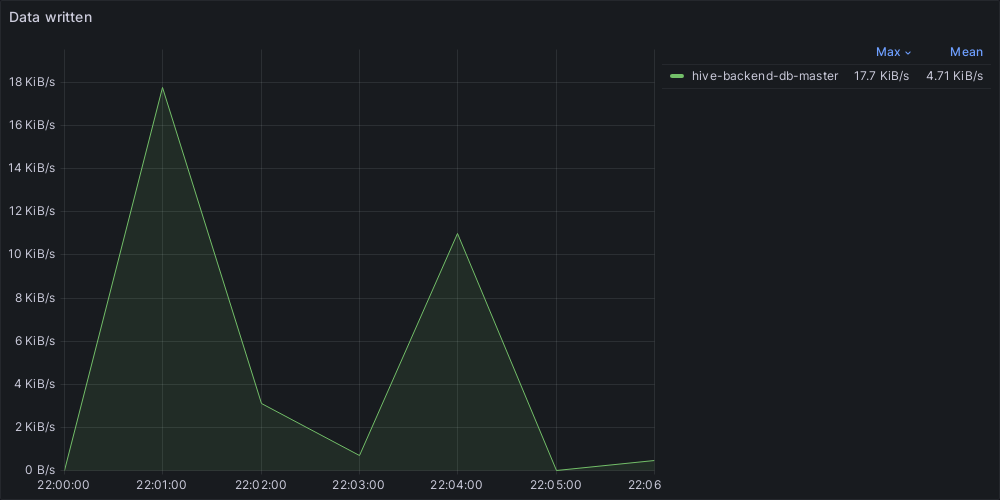 Data written
Max Mean
hive-backend-db-master 17.7 KiB/s 4.71 KiB/s
18 KiB/s
16 KiB/s
14 KiB/s
12 KiB/s
10 KiB/s
8 KiB/s
6 KiB/s
4 KiB/s
2 KiB/s
0 B/s
22:00:00 22:01:00 22:02:00 22:03:00 22:04:00 22:05:00 22:06